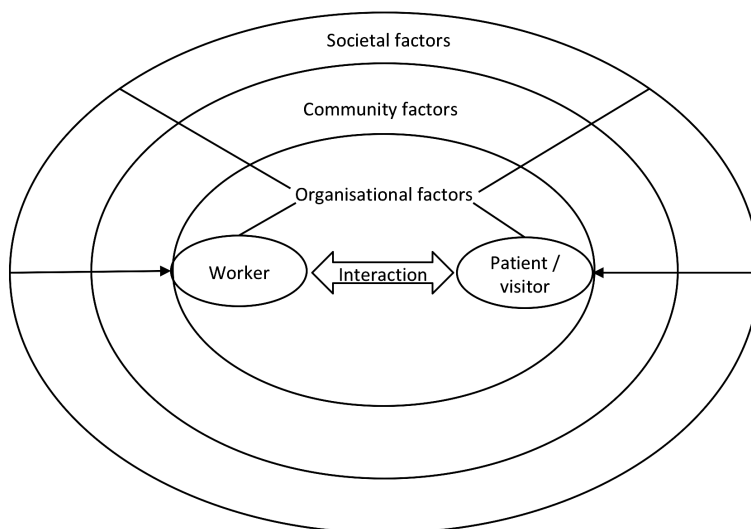 Societal factors
Community factors
Organisational factors
Worker
Interaction
Patient /
visitor